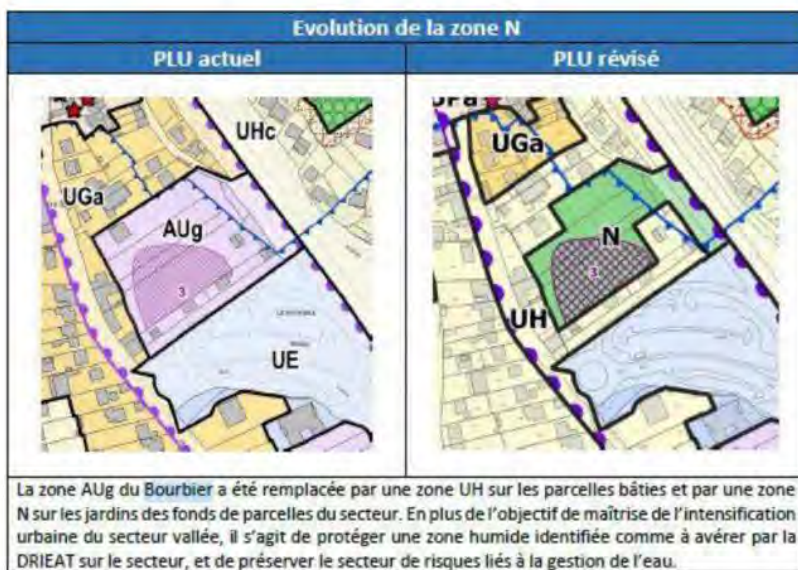 Evolution de la zone N
PLU actuel
PLU révisé
UHc
UGa
AUg
3
UE
UPa
UGa
N
3
UH
La zone AUg du Bourbier a été remplacée par une zone UH sur les parcelles bâties et par une zone
N sur les jardins des fonds de parcelles du secteur. En plus de l'objectif de maîtrise de l'intensification
urbaine du secteur vallée, il s'agit de protéger une zone humide identifiée comme à avérer par la
DRIEAT sur le secteur, et de préserver le secteur de risques liés à la gestion de l'eau.